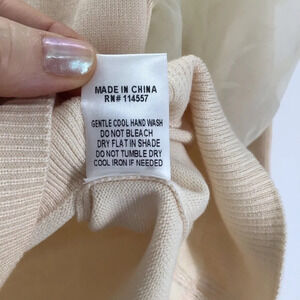 MADE IN CHINA
RN# 114557
GENTLE COOL HAND WASH
DO NOT BLEACH
DRY FLAT IN SHADE
DO NOT TUMBLE DRY
COOL IRON IF NEEDED